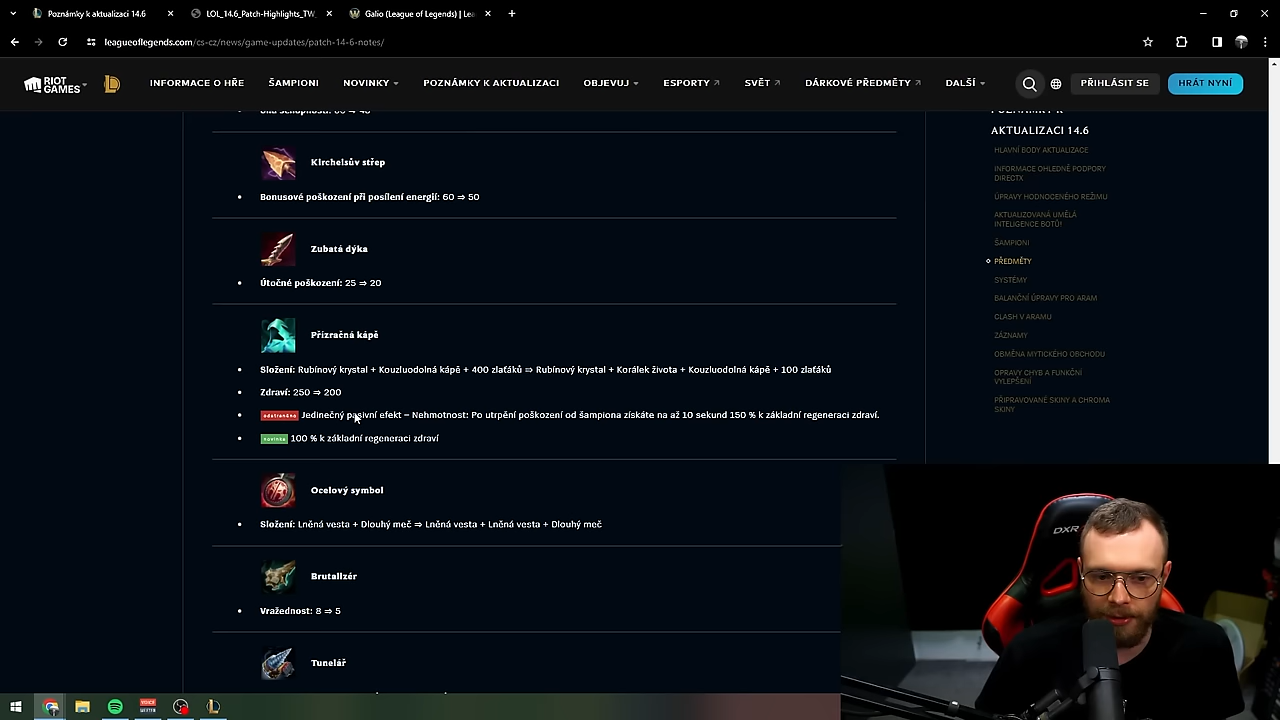 Poznámky k aktualizaci 14.6
LOL_14.6_Patch-Highlights_TW_
Galio (League of Legends) | Lea
leagueoflegends.com/cs-cz/news/game-updates/patch-14-6-notes/
RIOT GAMES
INFORMACE O HŘE
ŠAMPIONI
NOVINKY
POZNÁMKY K AKTUALIZACI
OBJEVUJ
ESPORTY
SVĚT
DÁRKOVÉ PŘEDMĚTY
DALŠÍ
PŘIHLÁSIT SE
HRÁT NYNÍ
Kircheisův střep
Bonusové poškození při posílení energií: 60 ⇒ 50
Zubatá dýka
Útočné poškození: 25 ⇒ 20
Přízračná kápě
Složení: Rubínový krystal + Kouzluodolná kápě + 400 zlaťáků ⇒ Rubínový krystal + Korálek života + Kouzluodolná kápě + 100 zlaťáků
Zdraví: 250 ⇒ 200
odstraněno Jedinečný pasivní efekt – Nehmotnost: Po utrpění poškození od šampiona získáte na až 10 sekund 150 % k základní regeneraci zdraví.
novinka 100 % k základní regeneraci zdraví
Ocelový symbol
Složení: Lněná vesta + Dlouhý meč ⇒ Lněná vesta + Lněná vesta + Dlouhý meč
Brutalizér
Vražednost: 8 ⇒ 5
Tunelář
POZNÁMKY K
AKTUALIZACI 14.6
HLAVNÍ BODY AKTUALIZACE
INFORMACE OHLEDNĚ PODPORY
DIRECTX
ÚPRAVY HODNOCENÉHO REŽIMU
AKTUALIZOVANÁ UMĚLÁ
INTELIGENCE BOTŮ!
ŠAMPIONI
PŘEDMĚTY
SYSTÉMY
BALANČNÍ ÚPRAVY PRO ARAM
CLASH V ARAMU
ZÁZNAMY
OBMĚNA MYTICKÉHO OBCHODU
OPRAVY CHYB A FUNKČNÍ
VYLEPŠENÍ
PŘIPRAVOVANÉ SKINY A CHROMA
SKINY
DXR